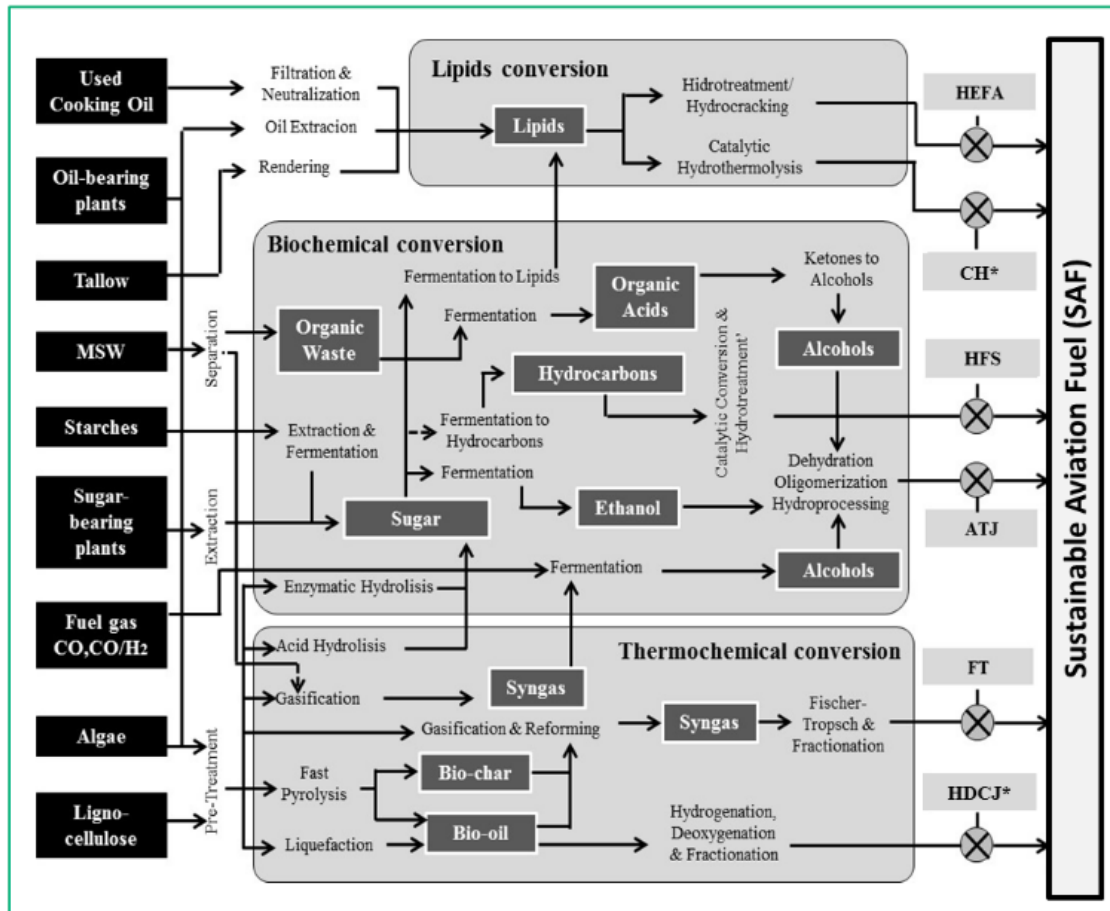 Used
Cooking Oil
Oil-bearing
plants
Tallow
MSW
Starches
Sugar-
bearing
plants
Fuel gas
CO,CO/H2
Algae
Ligno-
cellulose
Filtration &
Neutralization
Oil Extracion
Rendering
Separation
Extraction
Pre-Treatment
Lipids conversion
Lipids
Hidrotreatment/
Hydrocracking
Catalytic
Hydrothermolysis
Biochemical conversion
Fermentation to Lipids
Organic
Waste
Fermentation
Organic
Acids
Ketones to
Alcohols
Alcohols
Hydrocarbons
Fermentation to
Hydrocarbons
Catalytic Conversion &
Hydrotreatment'
Extraction &
Fermentation
Fermentation
Sugar
Ethanol
Dehydration
Oligomerization
Hydroprocessing
Fermentation
Alcohols
Enzymatic Hydrolisis
Thermochemical conversion
Acid Hydrolisis
Gasification
Syngas
Gasification & Reforming
Syngas
Fischer-
Tropsch &
Fractionation
Fast
Pyrolysis
Bio-char
Bio-oil
Liquefaction
Hydrogenation,
Deoxygenation
& Fractionation
HEFA
CH*
HFS
ATJ
FT
HDCJ*
Sustainable Aviation Fuel (SAF)